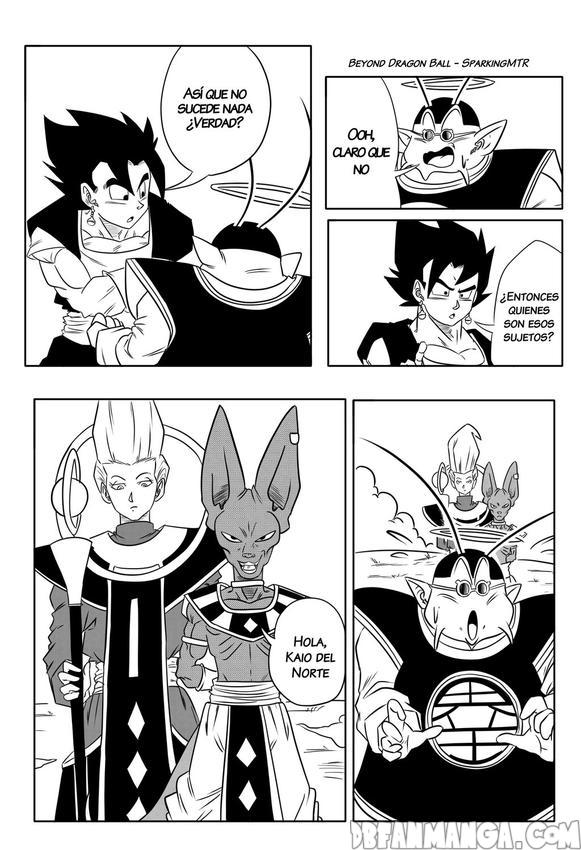 Beyond Dragon Ball - SparkingMTR
Así que no
sucede nada
¿Verdad?
Ooh,
claro que
no
¿Entonces
quienes
son esos
sujetos?
Hola,
Kaio del
Norte
DBFANMANGA.COM